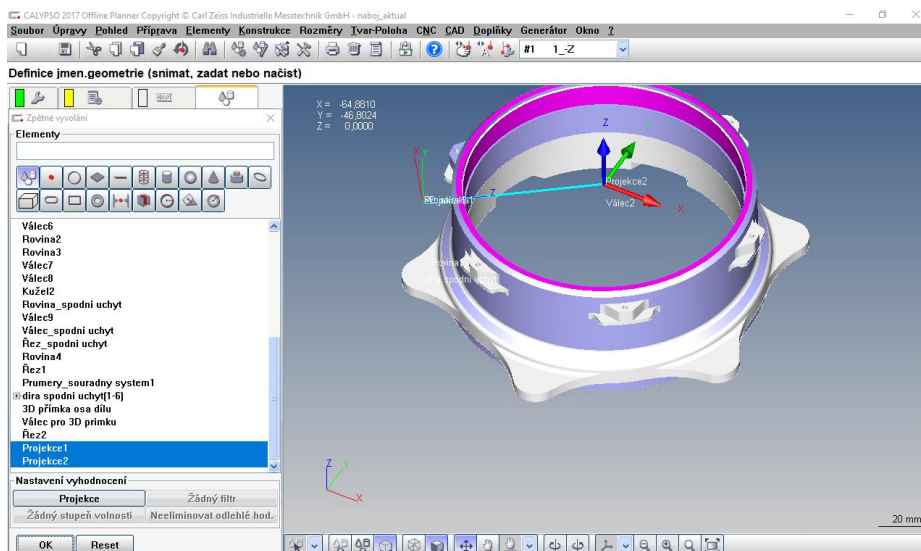 CALYPSO 2017 Offline Planner Copyright © Carl Zeiss Industrielle Messtechnik GmbH - naboj_aktual
Soubor Úpravy Pohled Příprava Elementy Konstrukce Rozměry Tvar-Poloha CNC CAD Doplňky Generátor Okno ?
#1 1_-Z
Definice jmen.geometrie (snimat, zadat nebo načíst)
Zpětné vyvolání
Elementy
Válec6
Rovina2
Rovina3
Válec7
Válec8
Kužel2
Rovina_spodni uchyt
Válec9
Válec_spodni uchyt
Řez_spodni uchyt
Rovina4
Řez1
Prumery_souradny system1
dira spodni uchyt(1-6)
3D přímka osa dílu
Válec pro 3D primku
Řez2
Projekce1
Projekce2
Nastavení vyhodnocení
Projekce
Žádný filtr
Žádný stupeň volnosti
Neeliminovat odlehlé hod.
OK
Reset
X = -64,8810
Y = -46,8024
Z = 0,0000
X Y
Z
Y
Z
Projekce2
Válec2
X
Z
Y
X
20 mm